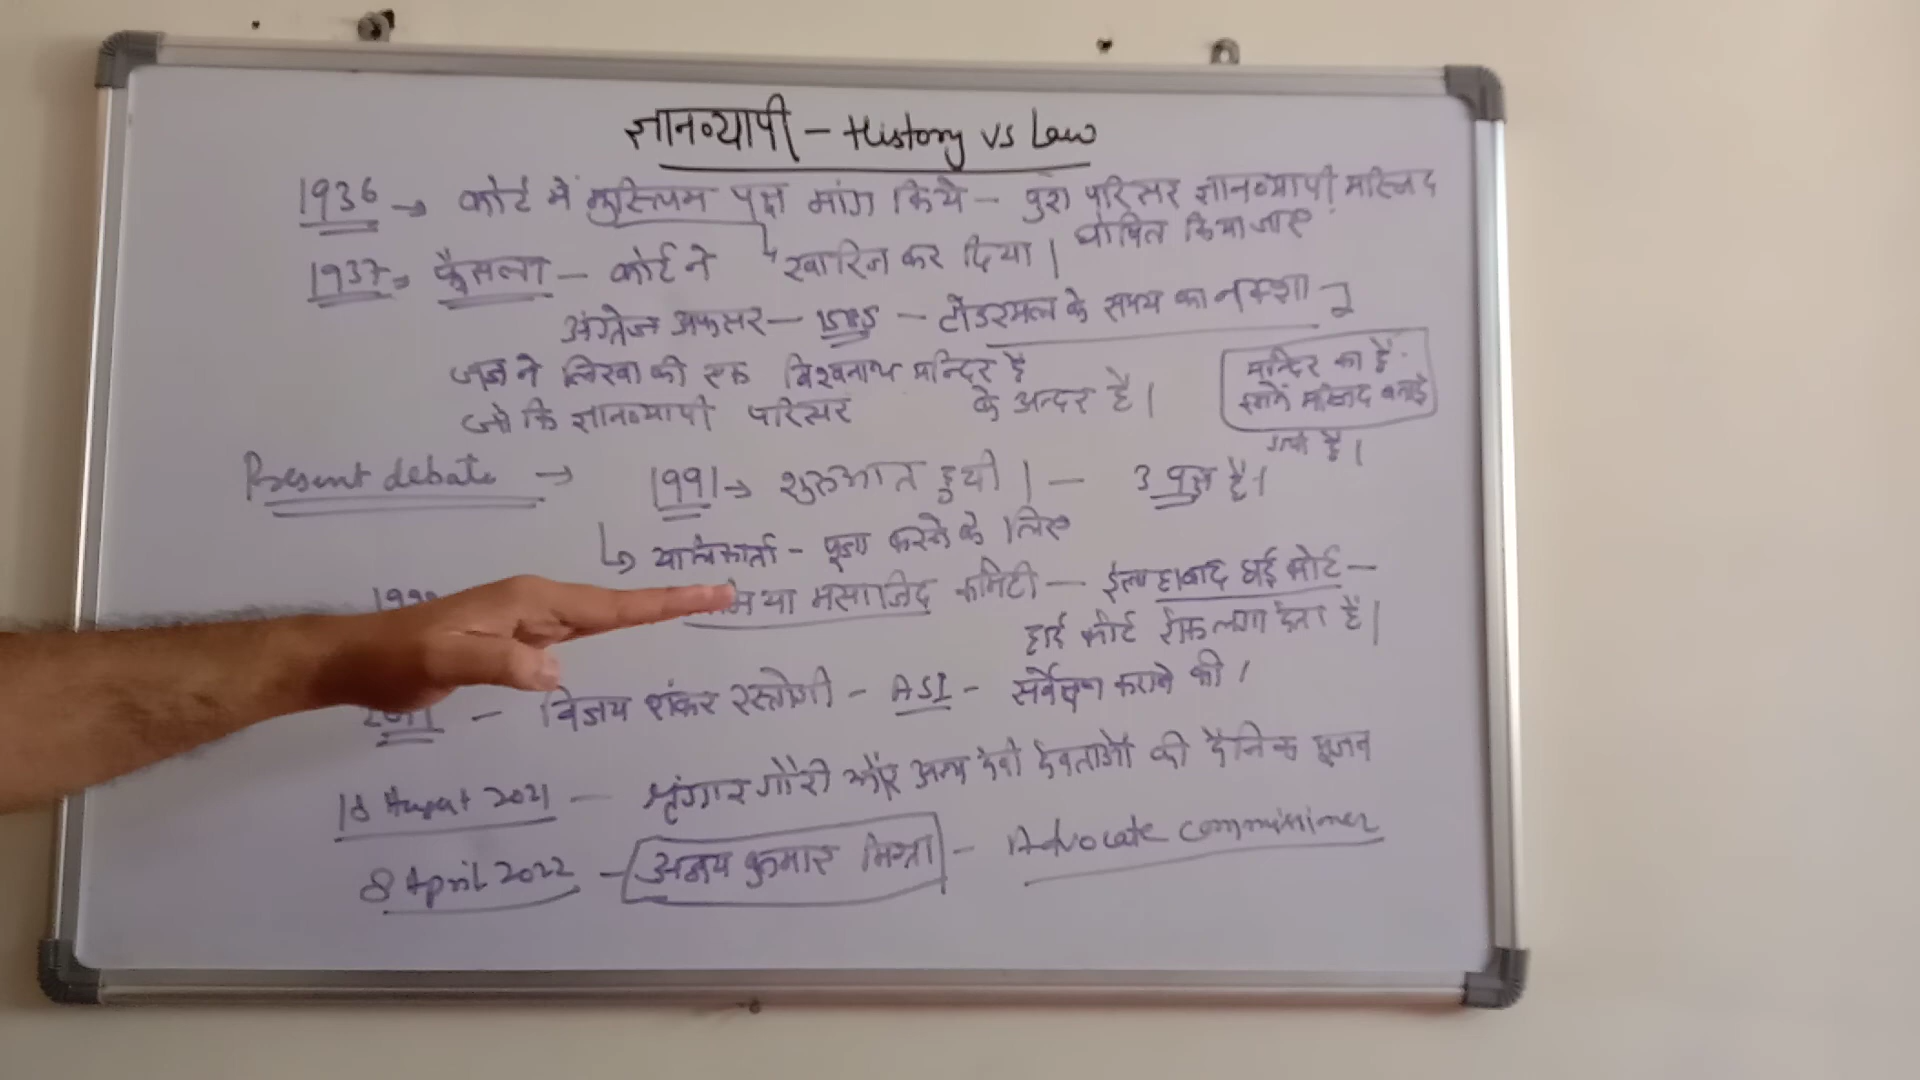 ज्ञानव्यापी - History vs Law
1936 → कोर्ट में मुस्लिम पक्ष मांग किये - पुरा परिसर ज्ञानव्यापी मस्जिद
घोषित किया जाए
1937 → फैसला - कोर्ट ने खारिज कर दिया।
अंग्रेज अफसर - 1585 - टोडरमल के समय का नक्शा
जज ने लिखा की एक विश्वनाथ मन्दिर है
जो कि ज्ञानव्यापी परिसर के अन्दर है।
मन्दिर का है
इसमें मस्जिद बनाई
गयी है।
Present debate → 1991 → शुरुआत हुयी। - 3 पक्ष है।
याचिकाकर्ता - पूजा करने के लिए
मसाजिद कमिटी - इलाहाबाद हाई कोर्ट -
हाई कोर्ट रोक लगा देता है।
विजय शंकर रस्तोगी - ASI - सर्वेक्षण कराने की।
18 August 2021 - श्रृंगार गौरी और अन्य देवी देवताओं की दैनिक पूजन
8 April 2022 - अजय कुमार मिश्रा - Advocate commissioner